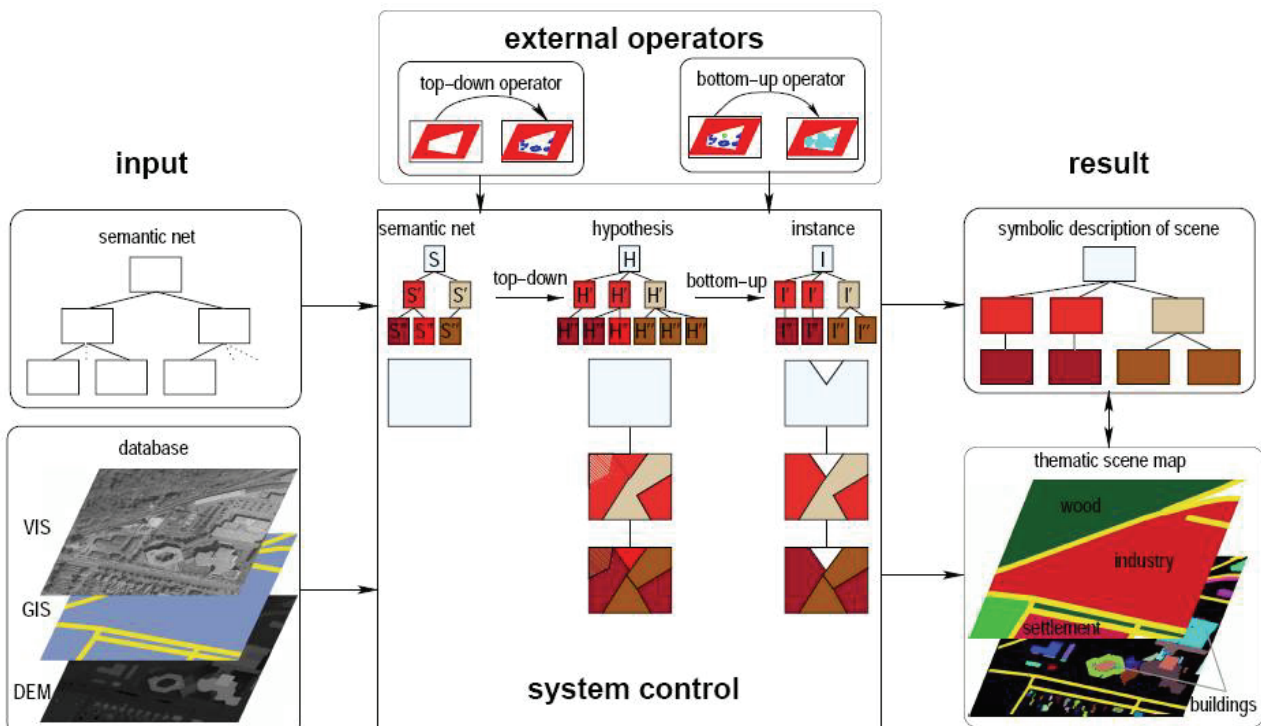 external operators
top-down operator
bottom-up operator
input
result
semantic net
semantic net
hypothesis
instance
symbolic description of scene
S
H
I
top-down
bottom-up
S' S'
H' H' H'
I' I' I'
S'' S'' S''
H'' H'' H'' H'' H'' H''
I'' I'' H'' I''
database
VIS
GIS
DEM
thematic scene map
wood
industry
settlement
buildings
system control